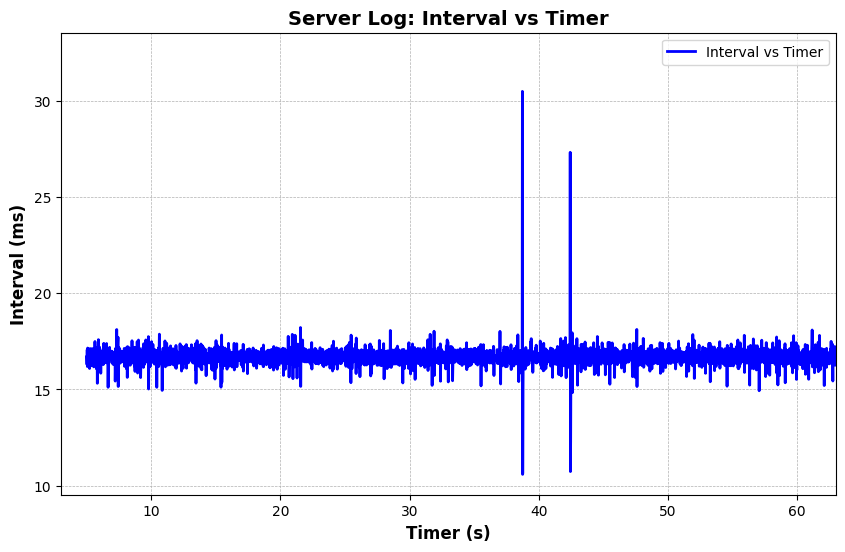 Server Log: Interval vs Timer
Interval vs Timer
30
25
20
15
10
Interval (ms)
10 20 30 40 50 60
Timer (s)